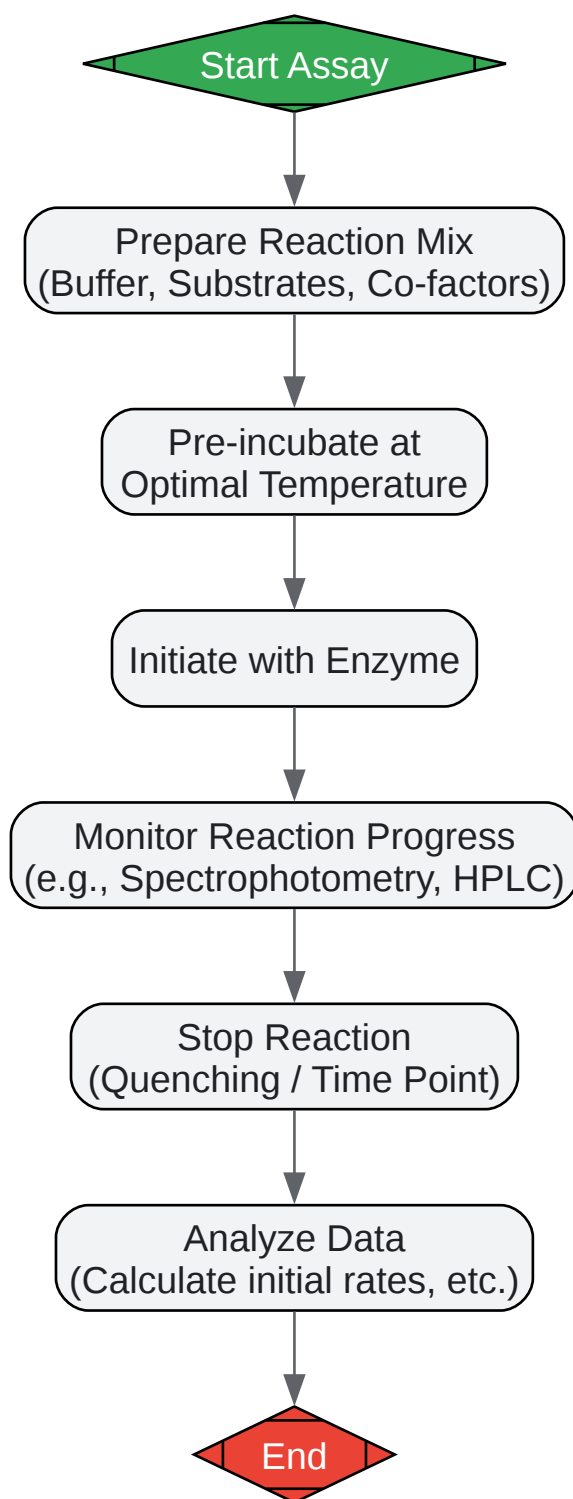 Start Assay
Prepare Reaction Mix
(Buffer, Substrates, Co-factors)
Pre-incubate at
Optimal Temperature
Initiate with Enzyme
Monitor Reaction Progress
(e.g., Spectrophotometry, HPLC)
Stop Reaction
(Quenching / Time Point)
Analyze Data
(Calculate initial rates, etc.)
End